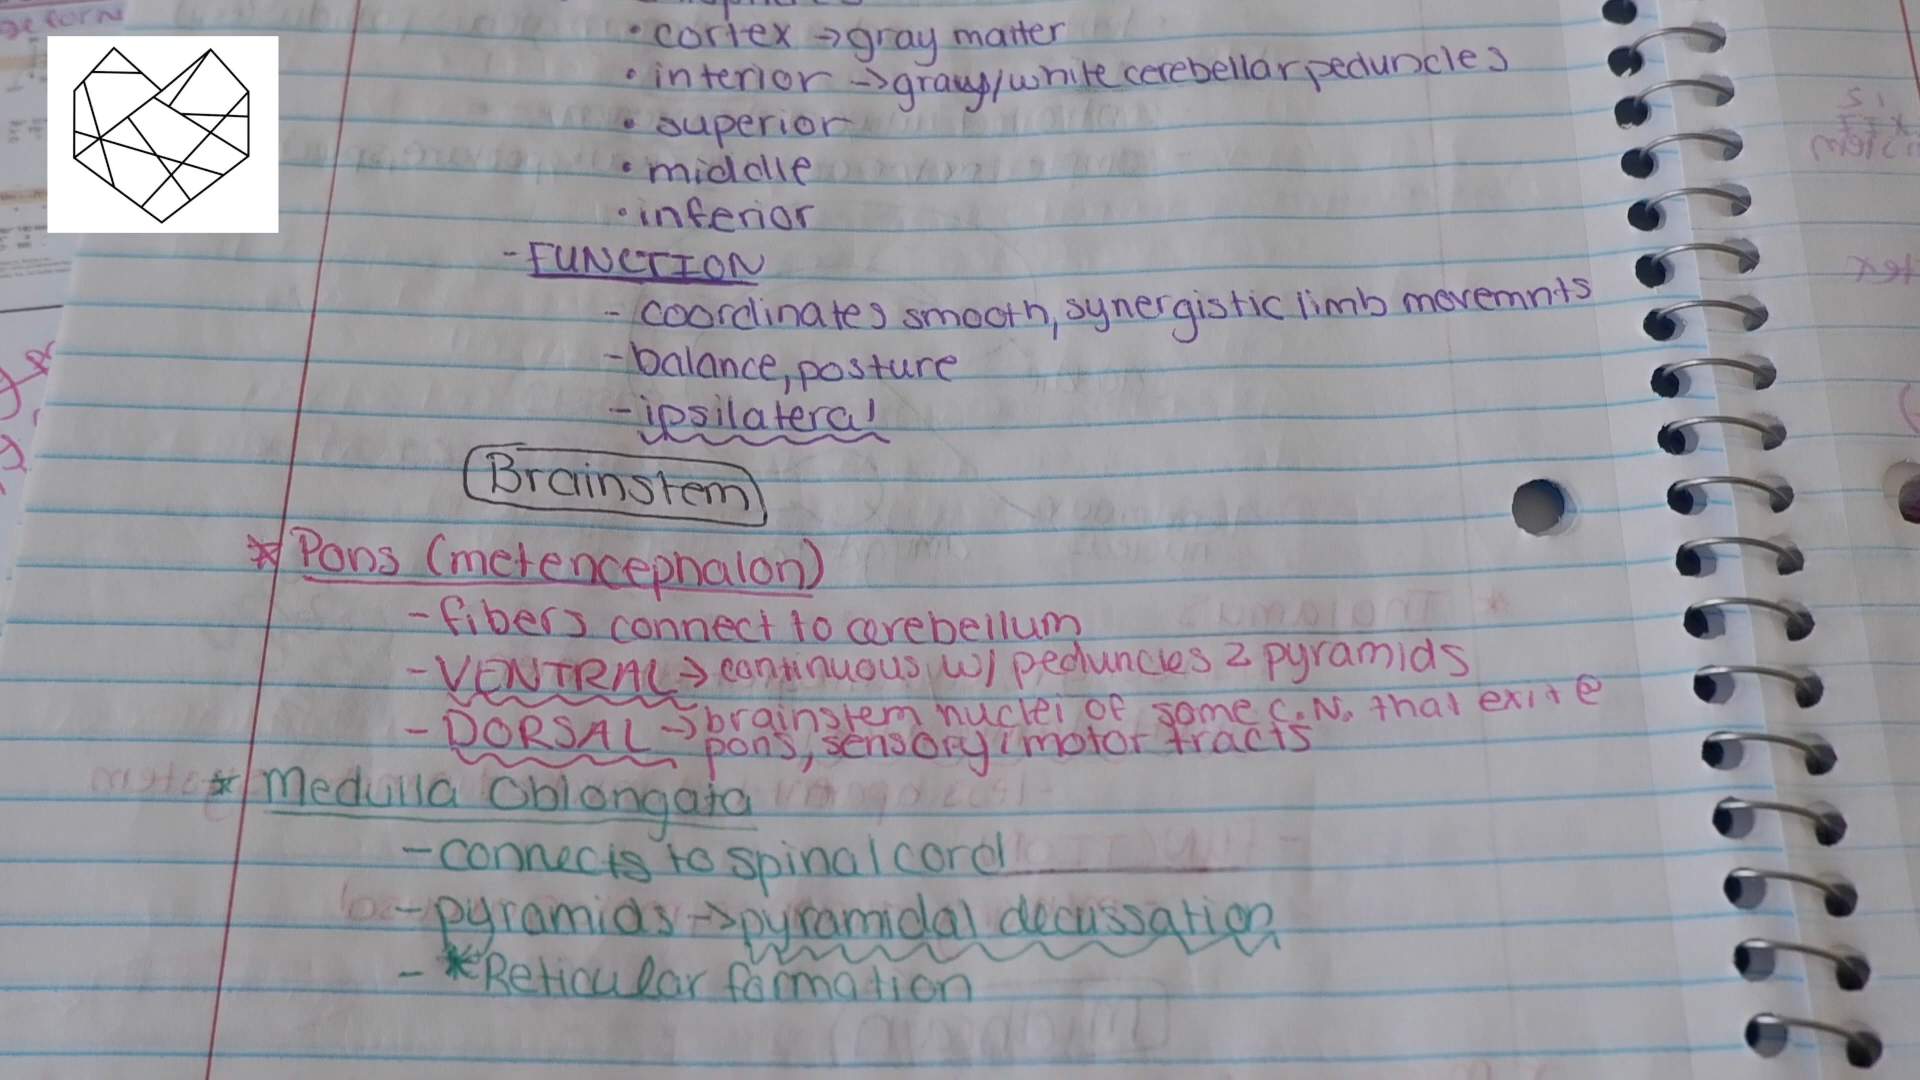 • cortex → gray matter
• interior → gray/white cerebellar peduncles
• superior
• middle
• inferior
- FUNCTION
- coordinates smooth, synergistic limb movemnts
- balance, posture
- ipsilateral
Brainstem
* Pons (metencephalon)
- fibers connect to cerebellum
- VENTRAL → continuous w/ peduncles 2 pyramids
- DORSAL → brainstem nuclei of some C.N. that exit @
pons, sensory/motor tracts
* Medulla Oblongata
- connects to spinal cord
- pyramids → pyramidal decussation
- * Reticular formation